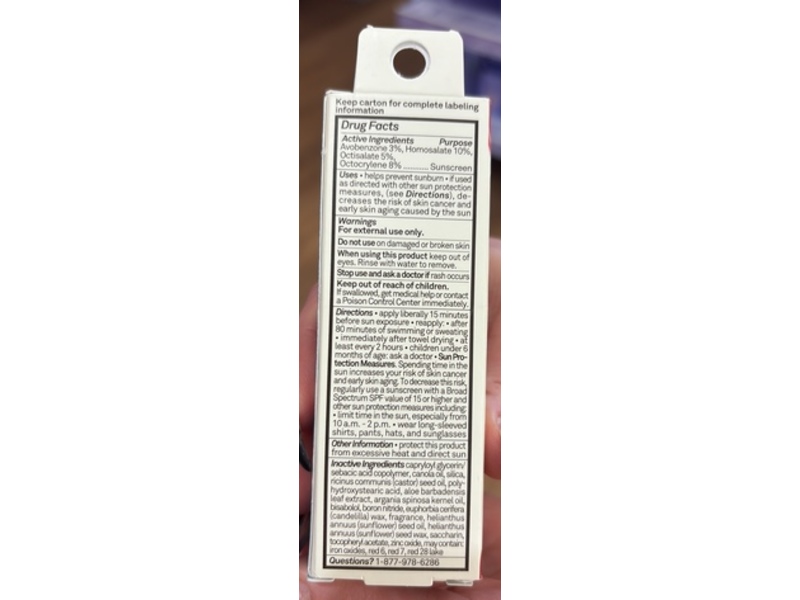 Keep carton for complete labeling
information
Drug Facts
Active Ingredients Purpose
Avobenzone 3%, Homosalate 10%,
Octisalate 5%,
Octocrylene 8% .......... Sunscreen
Uses • helps prevent sunburn • if used
as directed with other sun protection
measures, (see Directions), de-
creases the risk of skin cancer and
early skin aging caused by the sun
Warnings
For external use only.
Do not use on damaged or broken skin
When using this product keep out of
eyes. Rinse with water to remove.
Stop use and ask a doctor if rash occurs
Keep out of reach of children.
If swallowed, get medical help or contact
a Poison Control Center immediately.
Directions • apply liberally 15 minutes
before sun exposure • reapply: • after
80 minutes of swimming or sweating
• immediately after towel drying • at
least every 2 hours • children under 6
months of age: ask a doctor • Sun Pro-
tection Measures. Spending time in the
sun increases your risk of skin cancer
and early skin aging. To decrease this risk,
regularly use a sunscreen with a Broad
Spectrum SPF value of 15 or higher and
other sun protection measures including:
• limit time in the sun, especially from
10 a.m. - 2 p.m. • wear long-sleeved
shirts, pants, hats, and sunglasses
Other Information • protect this product
from excessive heat and direct sun
Inactive Ingredients capryloyl glycerin/
sebacic acid copolymer, canola oil, silica,
ricinus communis (castor) seed oil, poly-
hydroxystearic acid, aloe barbadensis
leaf extract, argania spinosa kernel oil,
bisabolol, boron nitride, euphorbia cerifera
(candelilla) wax, fragrance, helianthus
annuus (sunflower) seed oil, helianthus
annuus (sunflower) seed wax, saccharin,
tocopheryl acetate, zinc oxide, may contain:
iron oxides, red 6, red 7, red 28 lake
Questions? 1-877-978-6286